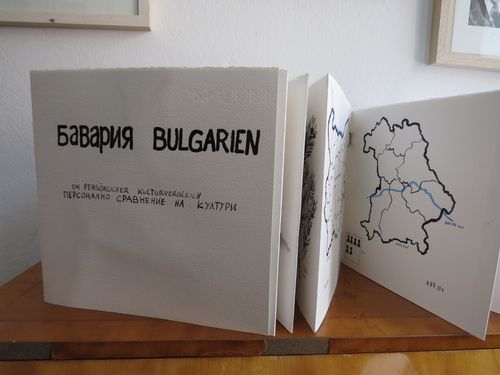 Бавария BULGARIEN
EIN PERSÖNLICHER KULTURVERGLEICH
ПЕРСОНАЛНО СРАВНЕНИЕ НА КУЛТУРИ